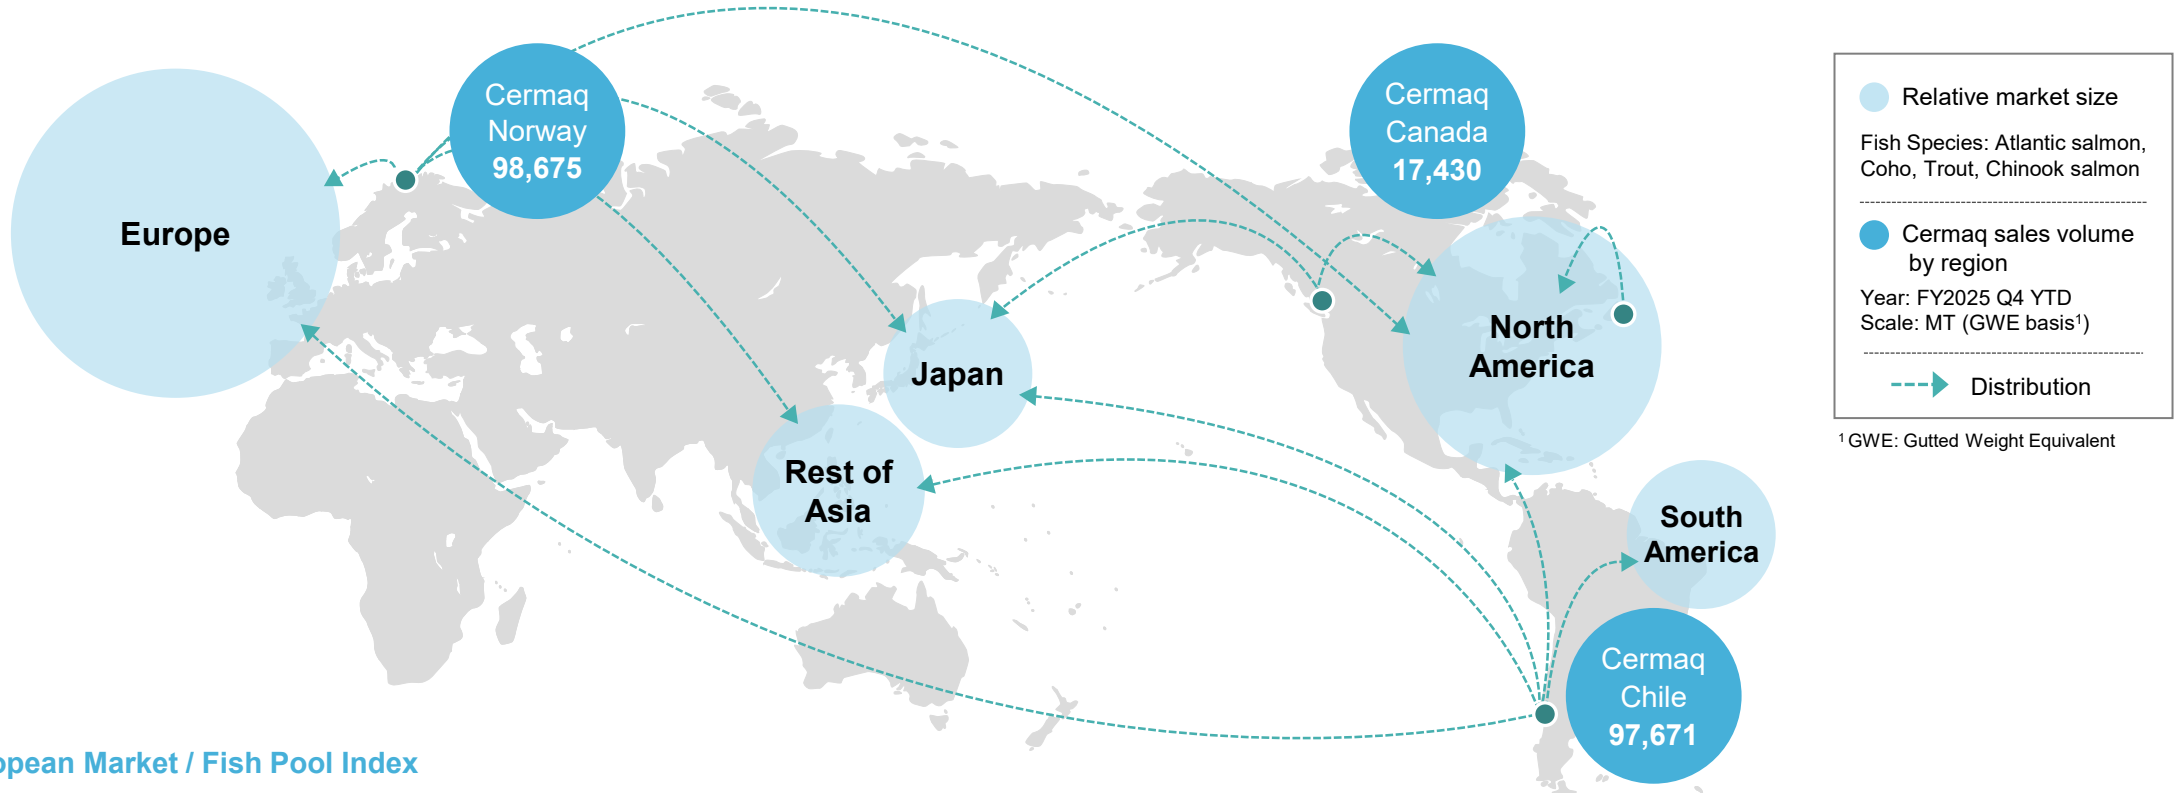 Cermaq
Norway
98,675
Cermaq
Canada
17,430
Europe
Japan
Rest of
Asia
North
America
South
America
Cermaq
Chile
97,671
Relative market size
Fish Species: Atlantic salmon,
Coho, Trout, Chinook salmon
Cermaq sales volume
by region
Year: FY2025 Q4 YTD
Scale: MT (GWE basis¹)
Distribution
¹ GWE: Gutted Weight Equivalent
opean Market / Fish Pool Index